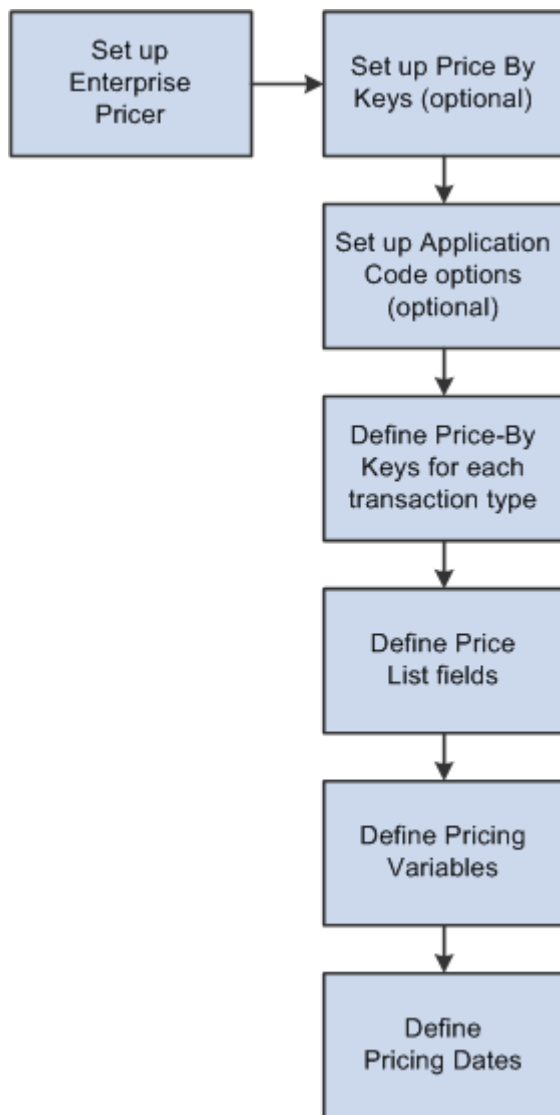 Set up
Enterprise
Pricer
Set up Price By
Keys (optional)
Set up Application
Code options
(optional)
Define Price-By
Keys for each
transaction type
Define Price
List fields
Define Pricing
Variables
Define
Pricing Dates